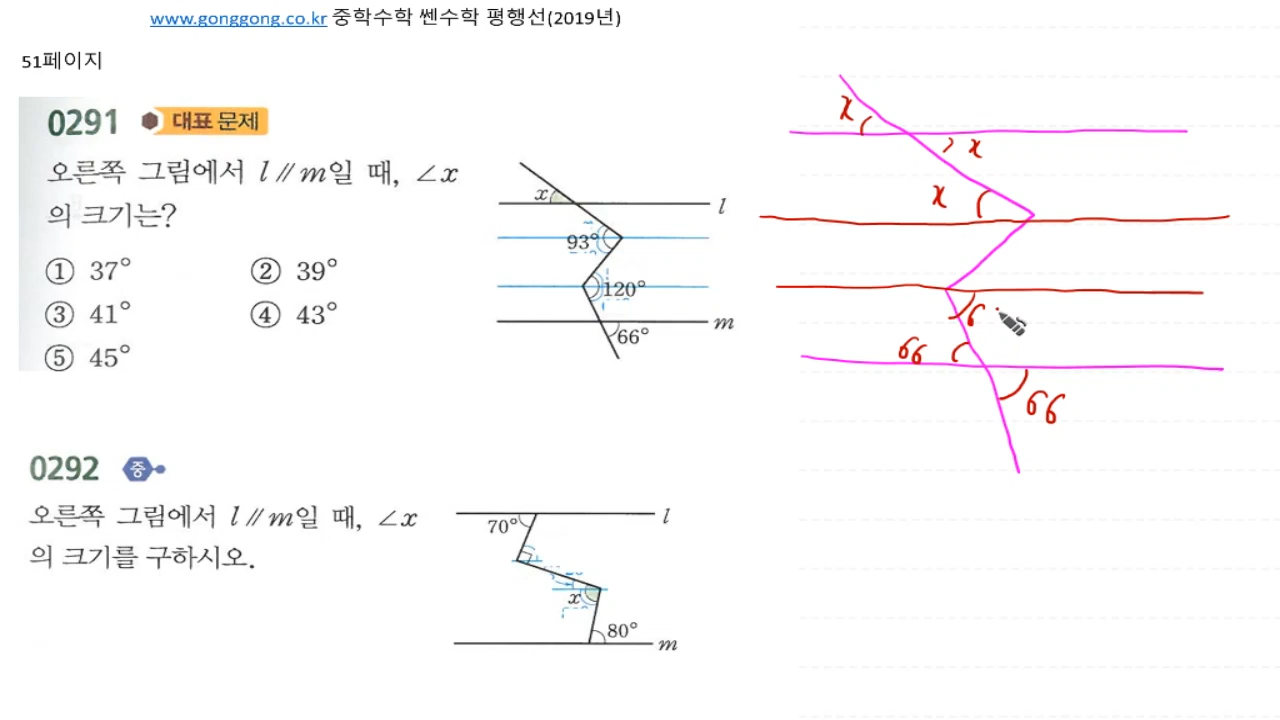 www.gonggong.co.kr 중학수학 쎈수학 평행선(2019년)
51페이지
0291 대표 문제
오른쪽 그림에서 l // m일 때, ∠x
의 크기는?
① 37° ② 39°
③ 41° ④ 43°
⑤ 45°
x
l
93°
120°
m
66°
0292 중
오른쪽 그림에서 l // m일 때, ∠x
의 크기를 구하시오.
70°
l
x
80°
m
x
x
x
6
66
66